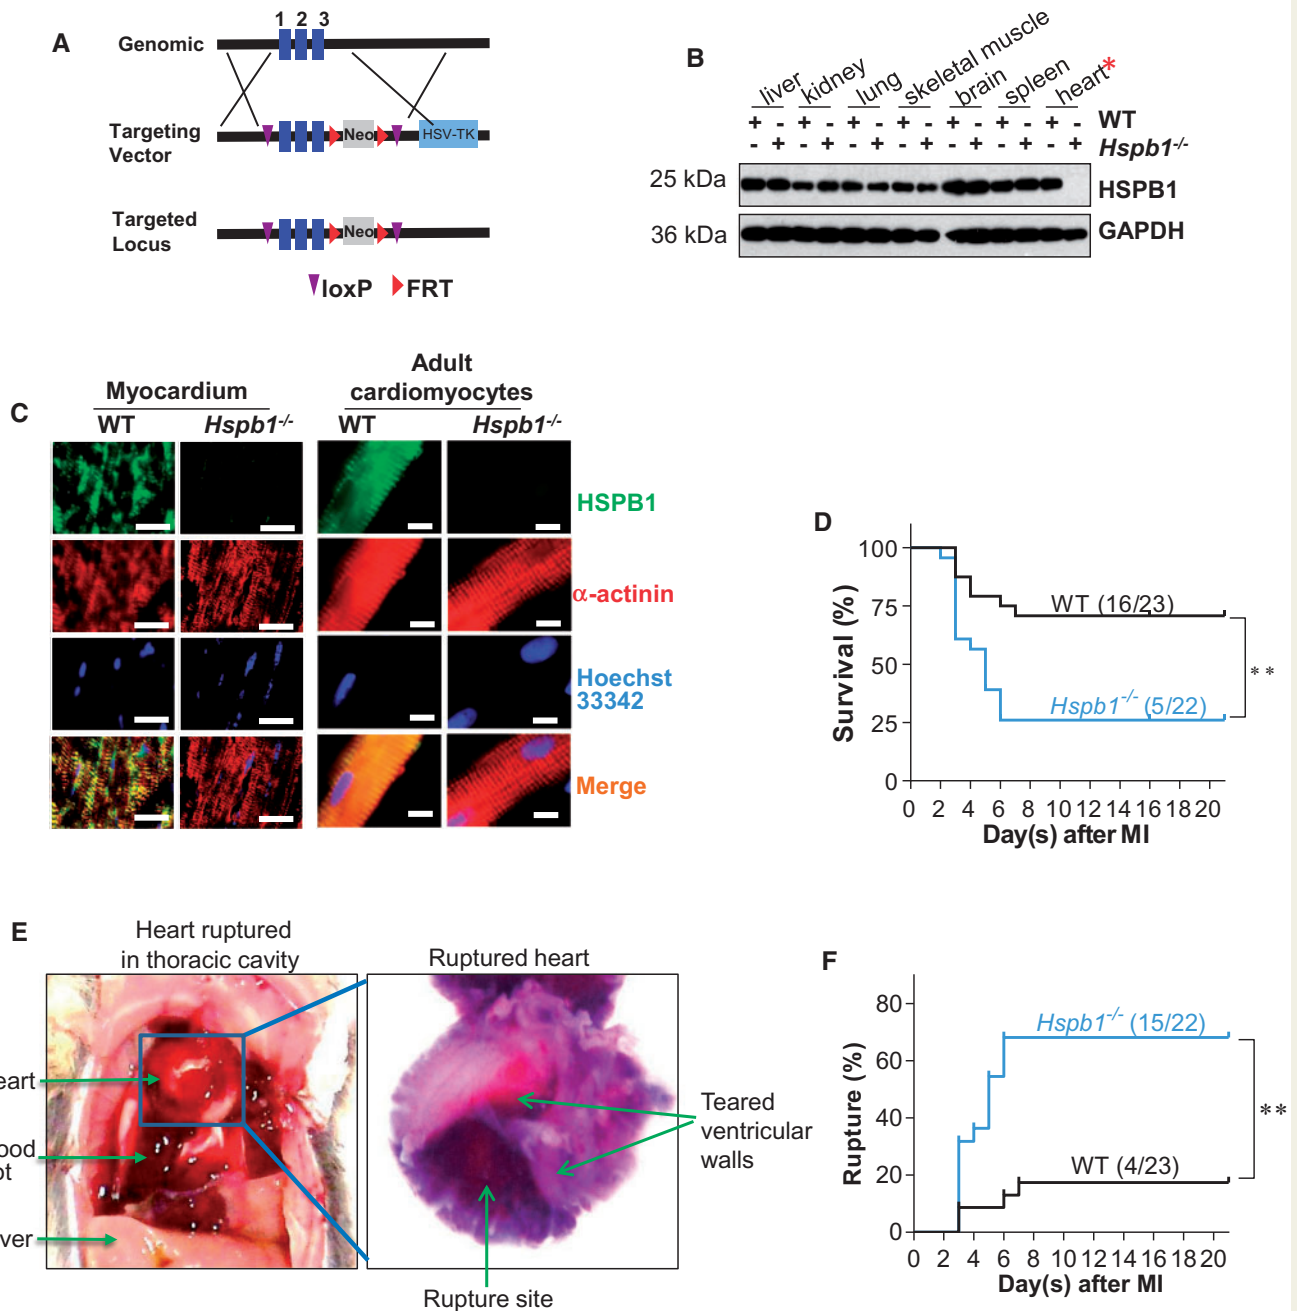 A
1 2 3
Genomic
Targeting
Vector
Neo
HSV-TK
Targeted
Locus
Neo
loxP
FRT
B
liver
kidney
lung
skeletal muscle
brain
spleen
heart*
+ - + - + - + - + - + - + - WT
- + - + - + - + - + - + - + Hspb1-/-
25 kDa
HSPB1
36 kDa
GAPDH
C
Myocardium
Adult
cardiomyocytes
WT
Hspb1-/-
WT
Hspb1-/-
HSPB1
α-actinin
Hoechst
33342
Merge
D
Survival (%)
100
75
50
25
0
WT (16/23)
Hspb1-/- (5/22)
**
0 2 4 6 8 10 12 14 16 18 20
Day(s) after MI
E
Heart ruptured
in thoracic cavity
Ruptured heart
eart
ood
ot
ver
Teared
ventricular
walls
Rupture site
F
Rupture (%)
80
60
40
20
0
Hspb1-/- (15/22)
WT (4/23)
**
0 2 4 6 8 10 12 14 16 18 20
Day(s) after MI